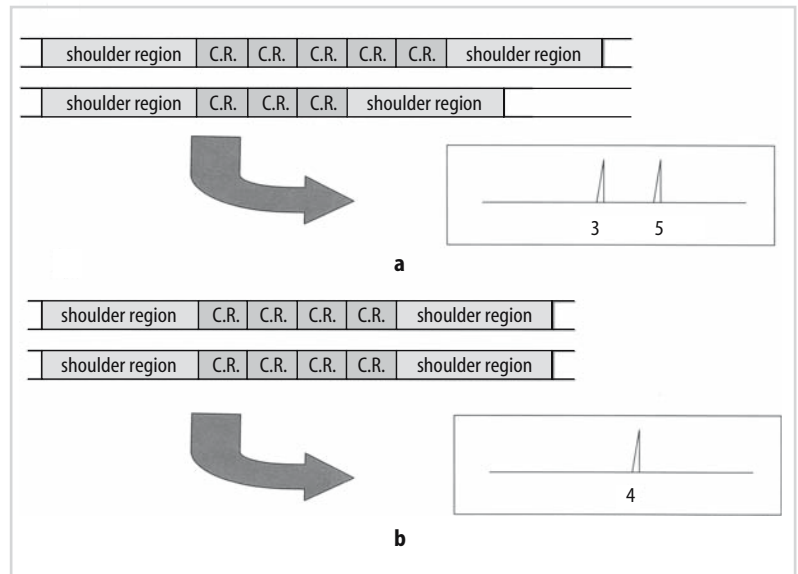 shoulder region C.R. C.R. C.R. C.R. C.R. shoulder region
shoulder region C.R. C.R. C.R. shoulder region
3 5
a
shoulder region C.R. C.R. C.R. C.R. shoulder region
shoulder region C.R. C.R. C.R. C.R. shoulder region
4
b